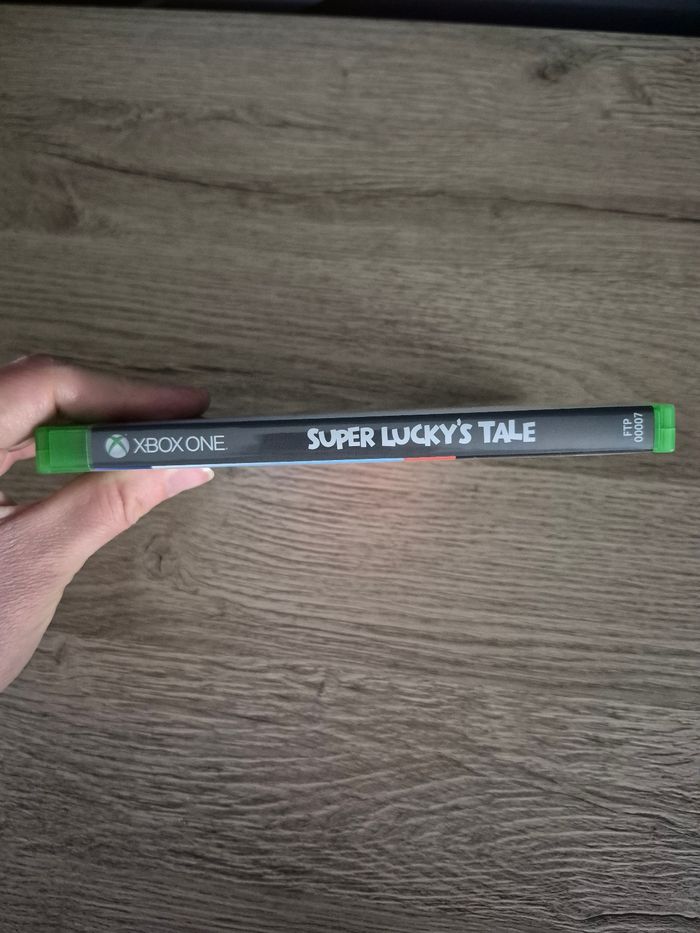 XBOX ONE
SUPER LUCKY'S TALE
FTP
00007